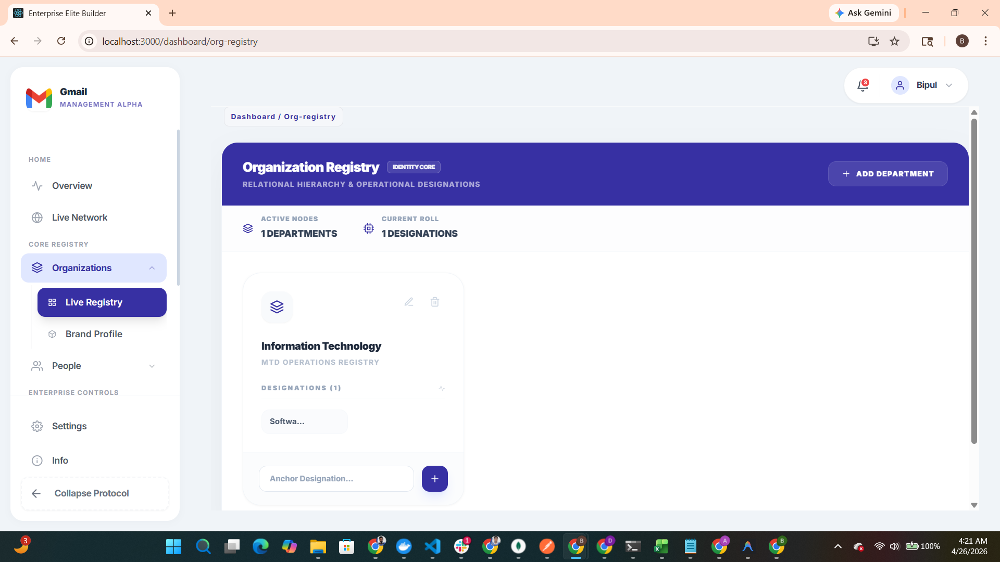 Enterprise Elite Builder
Ask Gemini
localhost:3000/dashboard/org-registry
B
Gmail
MANAGEMENT ALPHA
HOME
Overview
Live Network
CORE REGISTRY
Organizations
Live Registry
Brand Profile
People
ENTERPRISE CONTROLS
Settings
Info
Collapse Protocol
3
Bipul
Dashboard / Org-registry
Organization Registry
IDENTITY CORE
RELATIONAL HIERARCHY & OPERATIONAL DESIGNATIONS
ADD DEPARTMENT
ACTIVE NODES
1 DEPARTMENTS
CURRENT ROLL
1 DESIGNATIONS
Information Technology
MTD OPERATIONS REGISTRY
DESIGNATIONS (1)
Softwa...
Anchor Designation...
3
1
B
D
A
B
100%
4:21 AM
4/26/2026